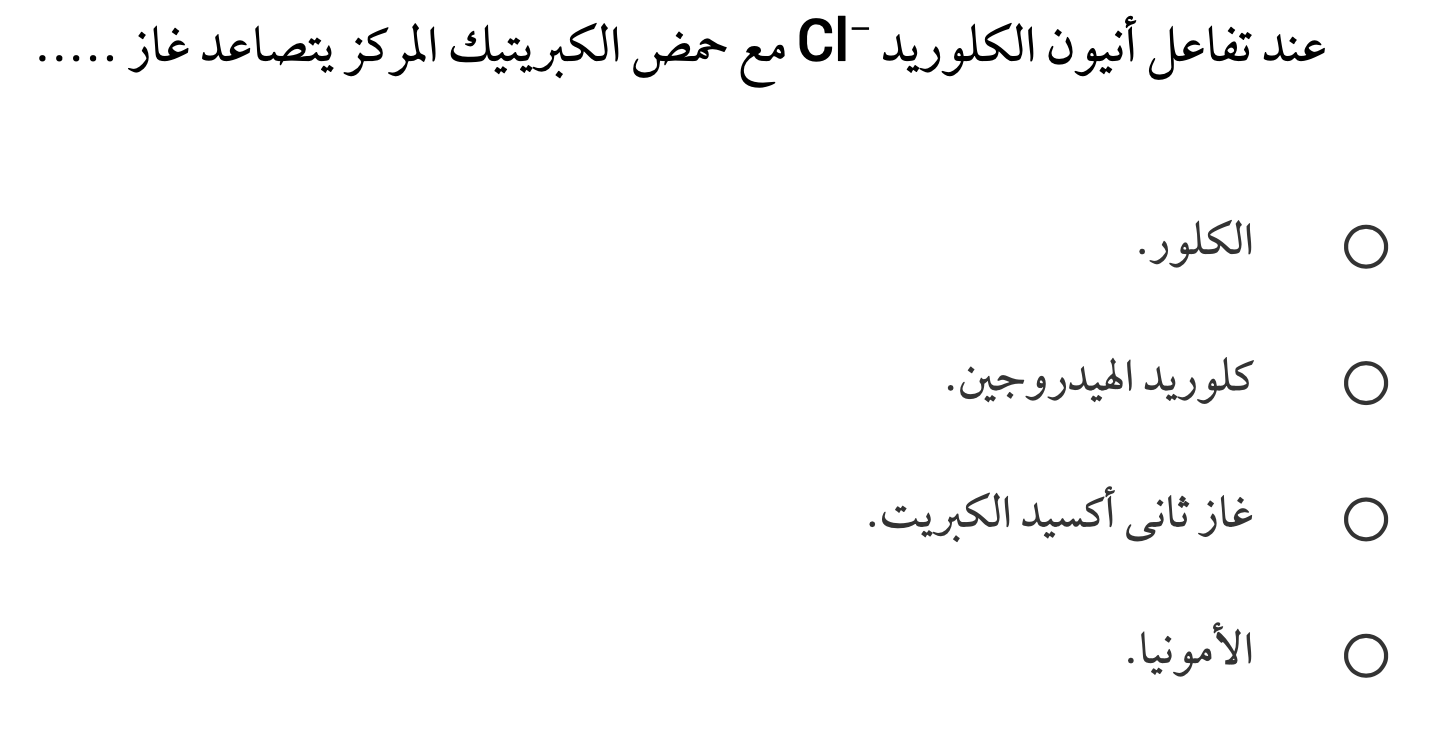 عند تفاعل أنيون الكلوريد Cl⁻ مع حمض الكبريتيك المركز يتصاعد غاز .....
الكلور.
كلوريد الهيدروجين.
غاز ثانى أكسيد الكبريت.
الأمونيا.